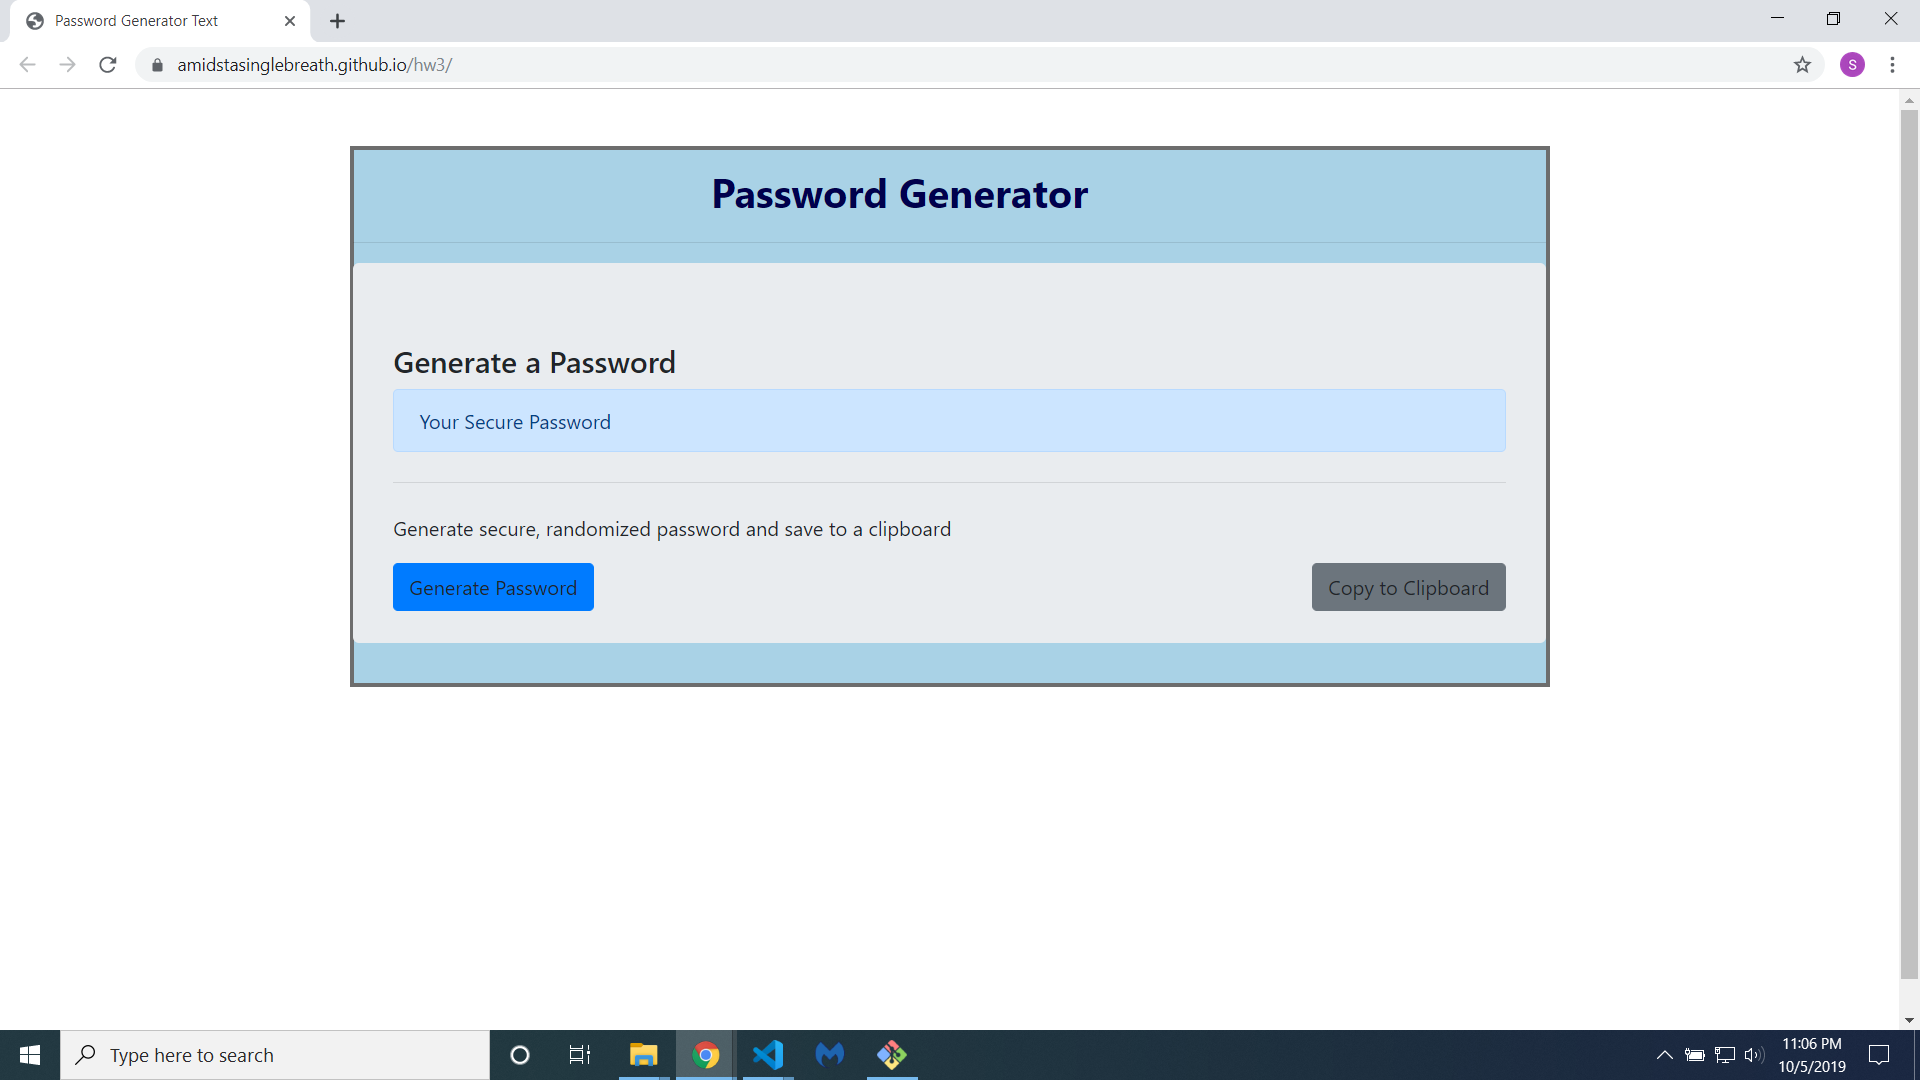 Password Generator Text
amidstasinglebreath.github.io/hw3/
S
Password Generator
Generate a Password
Your Secure Password
Generate secure, randomized password and save to a clipboard
Generate Password
Copy to Clipboard
Type here to search
11:06 PM
10/5/2019